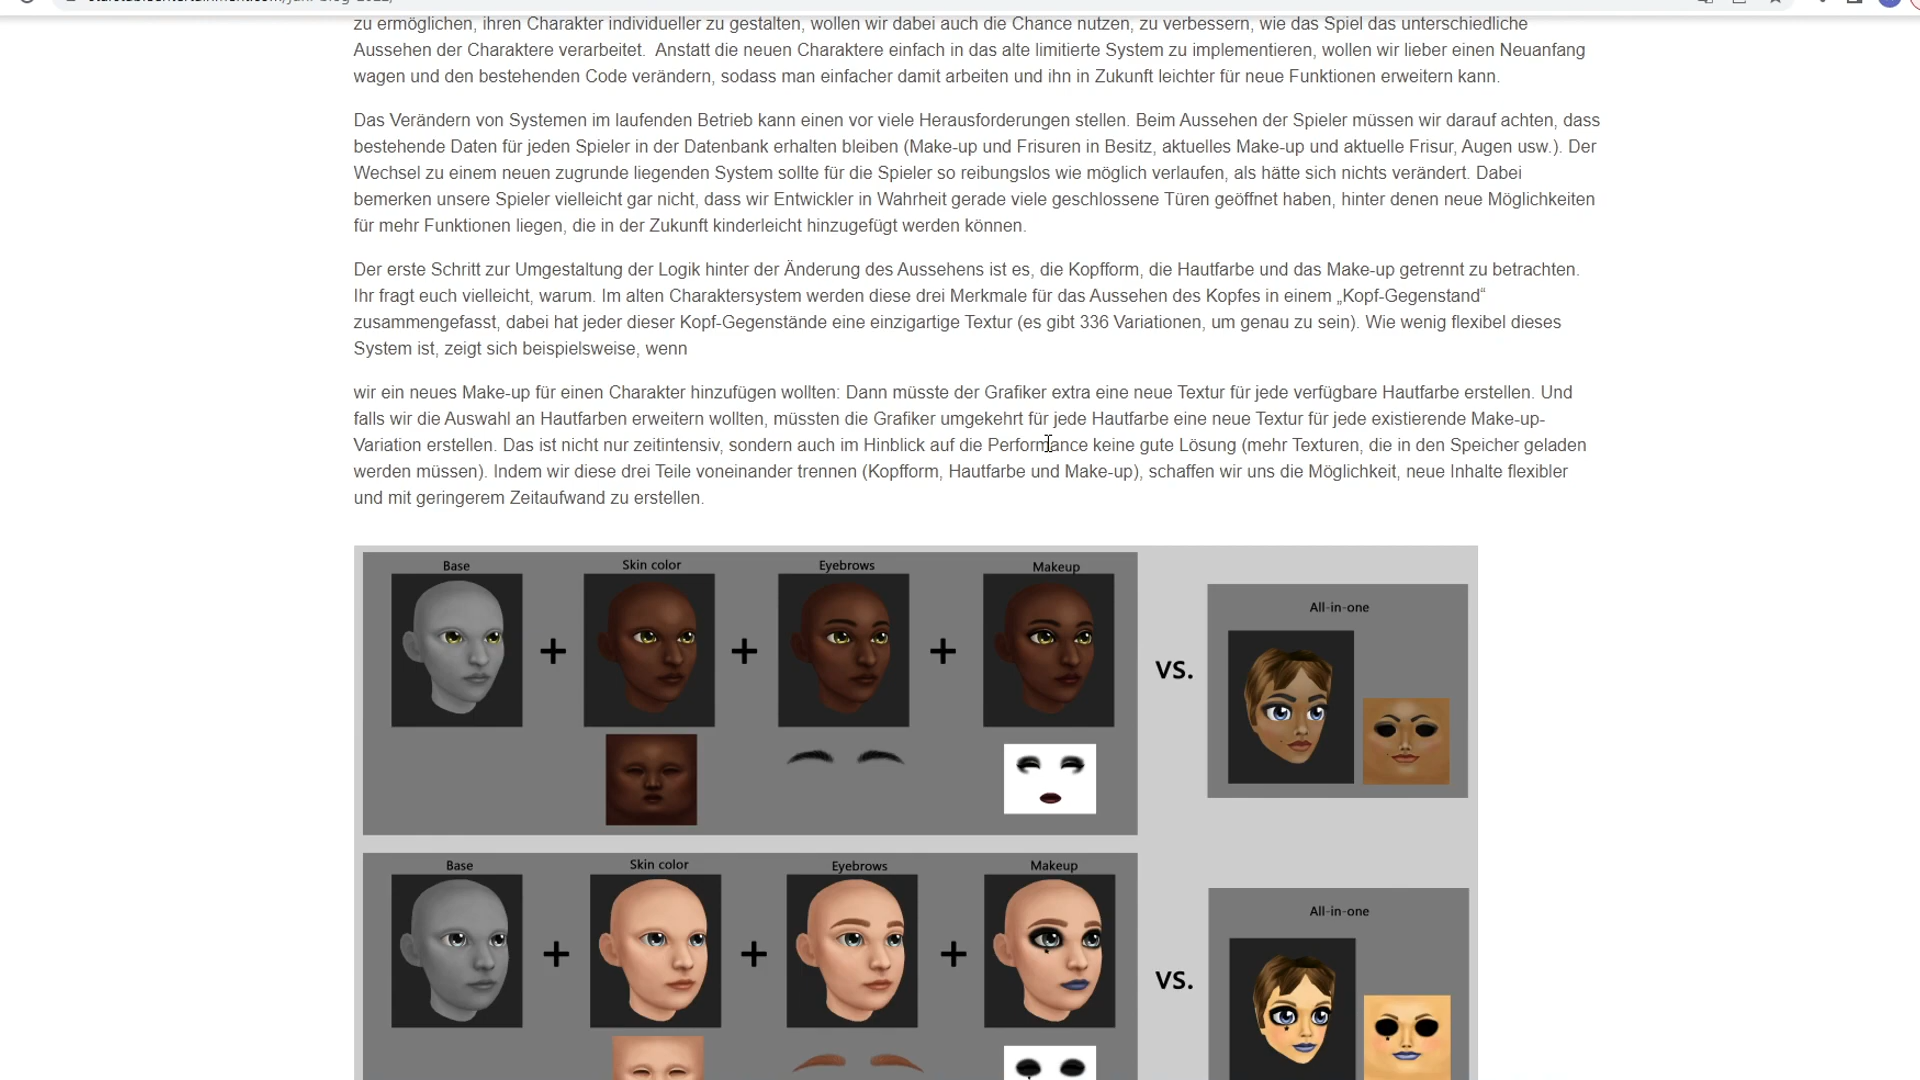 zu ermöglichen, ihren Charakter individueller zu gestalten, wollen wir dabei auch die Chance nutzen, zu verbessern, wie das Spiel das unterschiedliche
Aussehen der Charaktere verarbeitet. Anstatt die neuen Charaktere einfach in das alte limitierte System zu implementieren, wollen wir lieber einen Neuanfang
wagen und den bestehenden Code verändern, sodass man einfacher damit arbeiten und ihn in Zukunft leichter für neue Funktionen erweitern kann.
Das Verändern von Systemen im laufenden Betrieb kann einen vor viele Herausforderungen stellen. Beim Aussehen der Spieler müssen wir darauf achten, dass
bestehende Daten für jeden Spieler in der Datenbank erhalten bleiben (Make-up und Frisuren in Besitz, aktuelles Make-up und aktuelle Frisur, Augen usw.). Der
Wechsel zu einem neuen zugrunde liegenden System sollte für die Spieler so reibungslos wie möglich verlaufen, als hätte sich nichts verändert. Dabei
bemerken unsere Spieler vielleicht gar nicht, dass wir Entwickler in Wahrheit gerade viele geschlossene Türen geöffnet haben, hinter denen neue Möglichkeiten
für mehr Funktionen liegen, die in der Zukunft kinderleicht hinzugefügt werden können.
Der erste Schritt zur Umgestaltung der Logik hinter der Änderung des Aussehens ist es, die Kopfform, die Hautfarbe und das Make-up getrennt zu betrachten.
Ihr fragt euch vielleicht, warum. Im alten Charaktersystem werden diese drei Merkmale für das Aussehen des Kopfes in einem „Kopf-Gegenstand“
zusammengefasst, dabei hat jeder dieser Kopf-Gegenstände eine einzigartige Textur (es gibt 336 Variationen, um genau zu sein). Wie wenig flexibel dieses
System ist, zeigt sich beispielsweise, wenn
wir ein neues Make-up für einen Charakter hinzufügen wollten: Dann müsste der Grafiker extra eine neue Textur für jede verfügbare Hautfarbe erstellen. Und
falls wir die Auswahl an Hautfarben erweitern wollten, müssten die Grafiker umgekehrt für jede Hautfarbe eine neue Textur für jede existierende Make-up-
Variation erstellen. Das ist nicht nur zeitintensiv, sondern auch im Hinblick auf die Performance keine gute Lösung (mehr Texturen, die in den Speicher geladen
werden müssen). Indem wir diese drei Teile voneinander trennen (Kopfform, Hautfarbe und Make-up), schaffen wir uns die Möglichkeit, neue Inhalte flexibler
und mit geringerem Zeitaufwand zu erstellen.
Base + Skin color + Eyebrows + Makeup
VS.
All-in-one
Base + Skin color + Eyebrows + Makeup
VS.
All-in-one